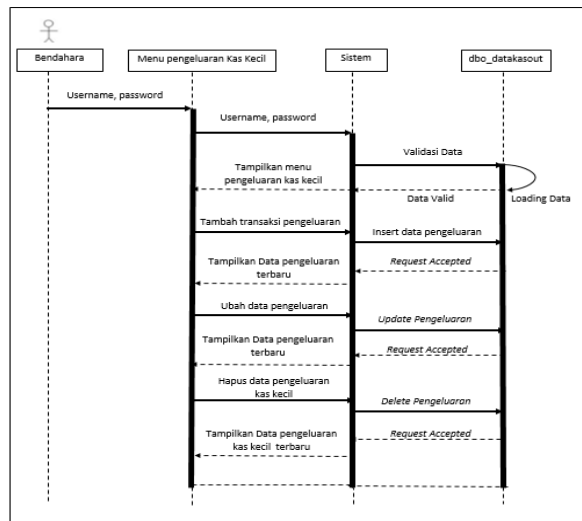 Bendahara
Menu pengeluaran Kas Kecil
Sistem
dbo_datakasout
Username, password
Username, password
Validasi Data
Tampilkan menu
pengeluaran kas kecil
Data Valid
Loading Data
Tambah transaksi pengeluaran
Insert data pengeluaran
Request Accepted
Tampilkan Data pengeluaran
terbaru
Ubah data pengeluaran
Update Pengeluaran
Request Accepted
Tampilkan Data pengeluaran
terbaru
Hapus data pengeluaran
kas kecil
Delete Pengeluaran
Request Accepted
Tampilkan Data pengeluaran
kas kecil terbaru